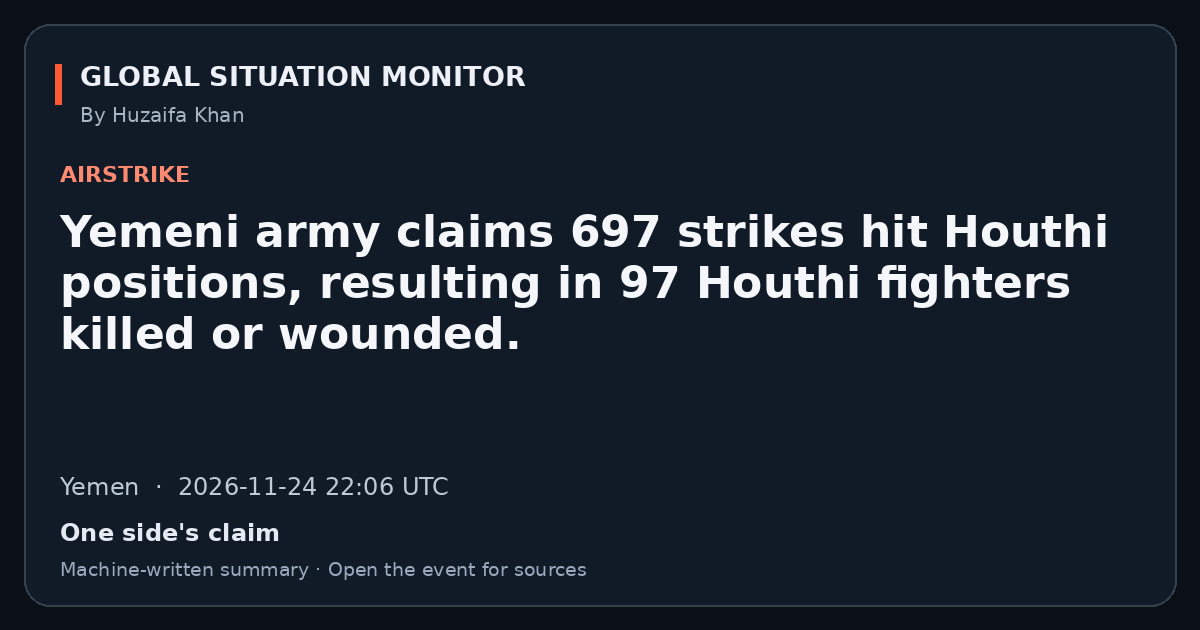 GLOBAL SITUATION MONITOR
By Huzaifa Khan
AIRSTRIKE
Yemeni army claims 697 strikes hit Houthi
positions, resulting in 97 Houthi fighters
killed or wounded.
Yemen · 2026-11-24 22:06 UTC
One side's claim
Machine-written summary · Open the event for sources